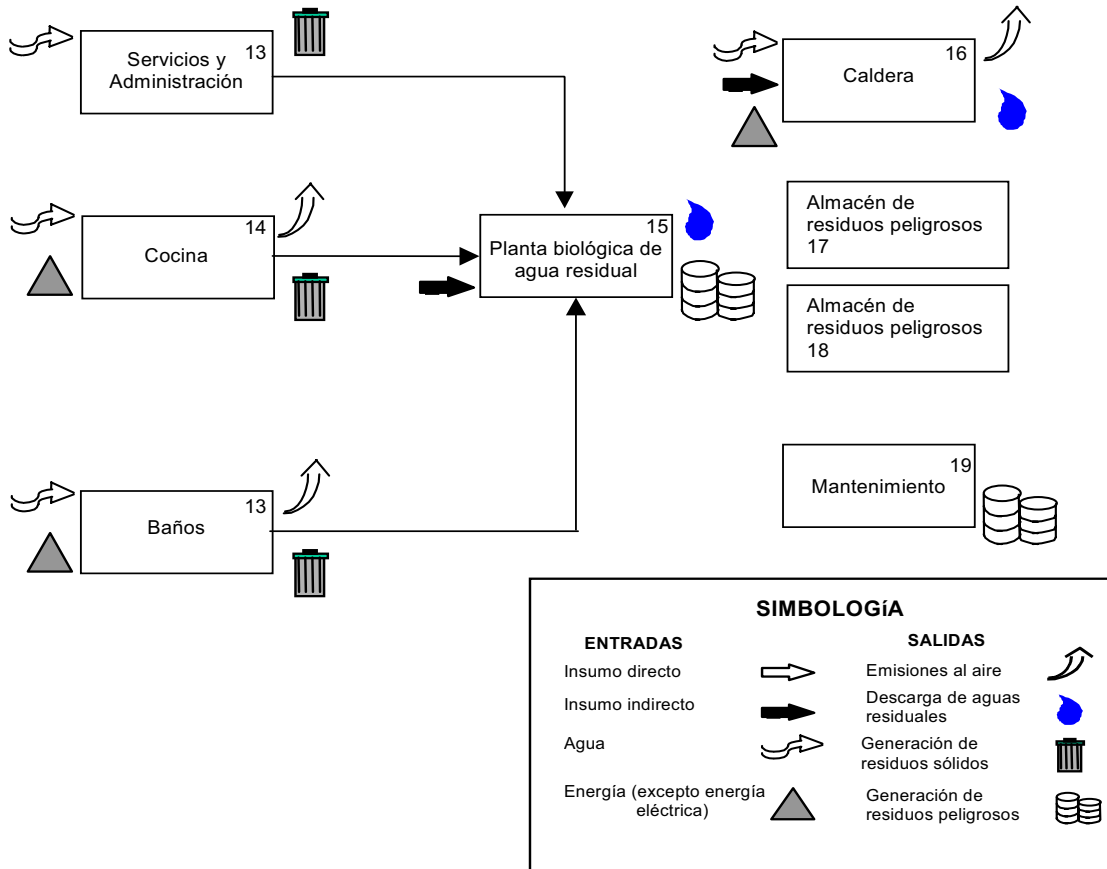 13
Servicios y
Administración
16
Caldera
14
Cocina
15
Planta biológica de
agua residual
Almacén de
residuos peligrosos
17
Almacén de
residuos peligrosos
18
13
Baños
19
Mantenimiento
SIMBOLOGíA
ENTRADAS
SALIDAS
Insumo directo
Emisiones al aire
Insumo indirecto
Descarga de aguas
residuales
Agua
Generación de
residuos sólidos
Energía (excepto energía
eléctrica)
Generación de
residuos peligrosos